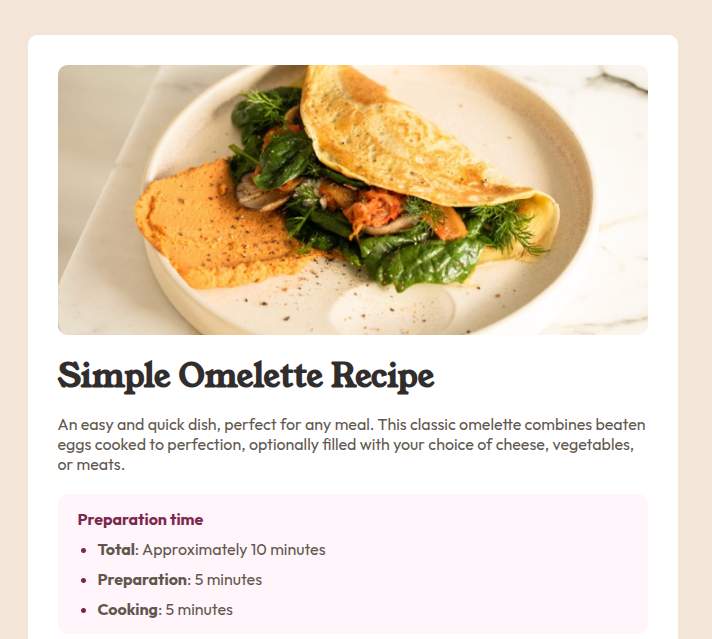 Simple Omelette Recipe
An easy and quick dish, perfect for any meal. This classic omelette combines beaten
eggs cooked to perfection, optionally filled with your choice of cheese, vegetables,
or meats.
Preparation time
• Total: Approximately 10 minutes
• Preparation: 5 minutes
• Cooking: 5 minutes